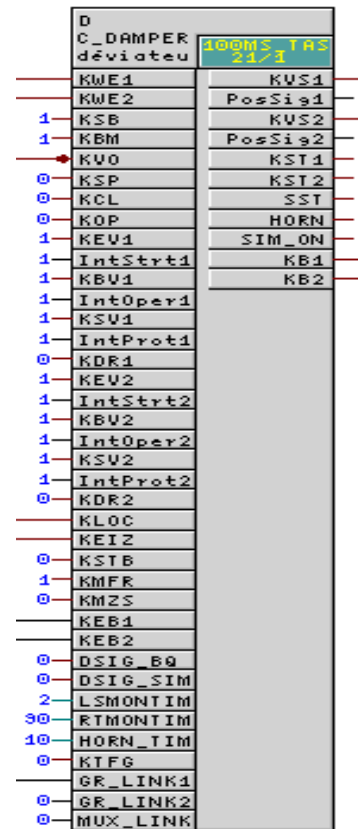 D
C_DAMPER
déviateu
100MS_TAS
21/1
KWE1 KVS1
KWE2 PosSig1
1 KSB KVS2
1 KBM PosSig2
KVO KST1
0 KSP KST2
0 KCL SST
0 KOP HORN
1 KEV1 SIM_ON
1 IntStrt1 KB1
1 KBV1 KB2
1 IntOper1
1 KSV1
1 IntProt1
0 KDR1
1 KEV2
1 IntStrt2
1 KBV2
1 IntOper2
1 KSV2
1 IntProt2
0 KDR2
KLOC
KEIZ
0 KSTB
1 KMFR
0 KMZS
KEB1
KEB2
0 DSIG_BQ
0 DSIG_SIM
2 LSMONTIM
90 RTMONTIM
10 HORN_TIM
0 KTFG
GR_LINK1
0 GR_LINK2
0 MUX_LINK